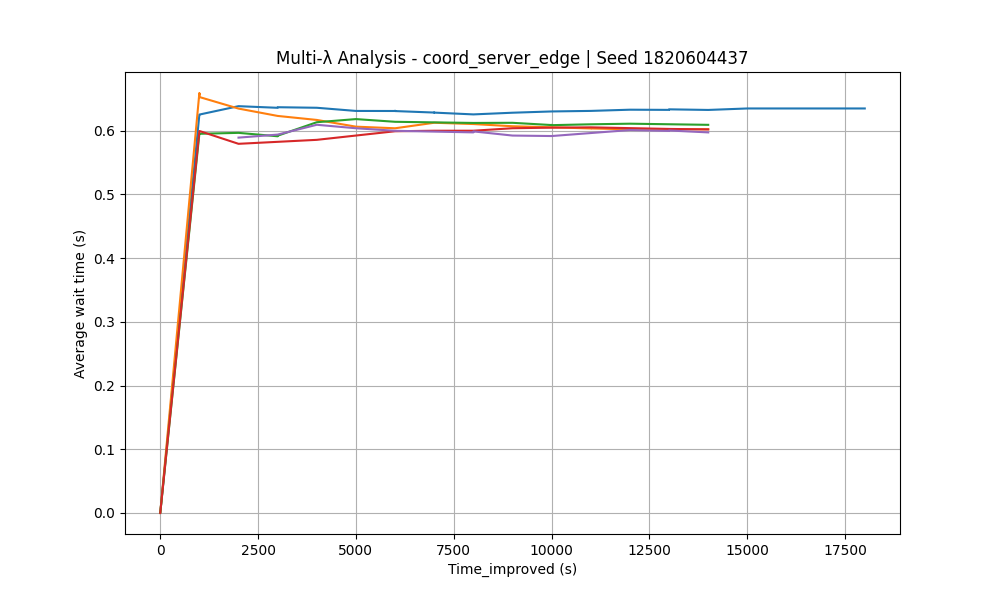 Multi-λ Analysis - coord_server_edge | Seed 1820604437
Average wait time (s)
0.6
0.5
0.4
0.3
0.2
0.1
0.0
0 2500 5000 7500 10000 12500 15000 17500
Time_improved (s)